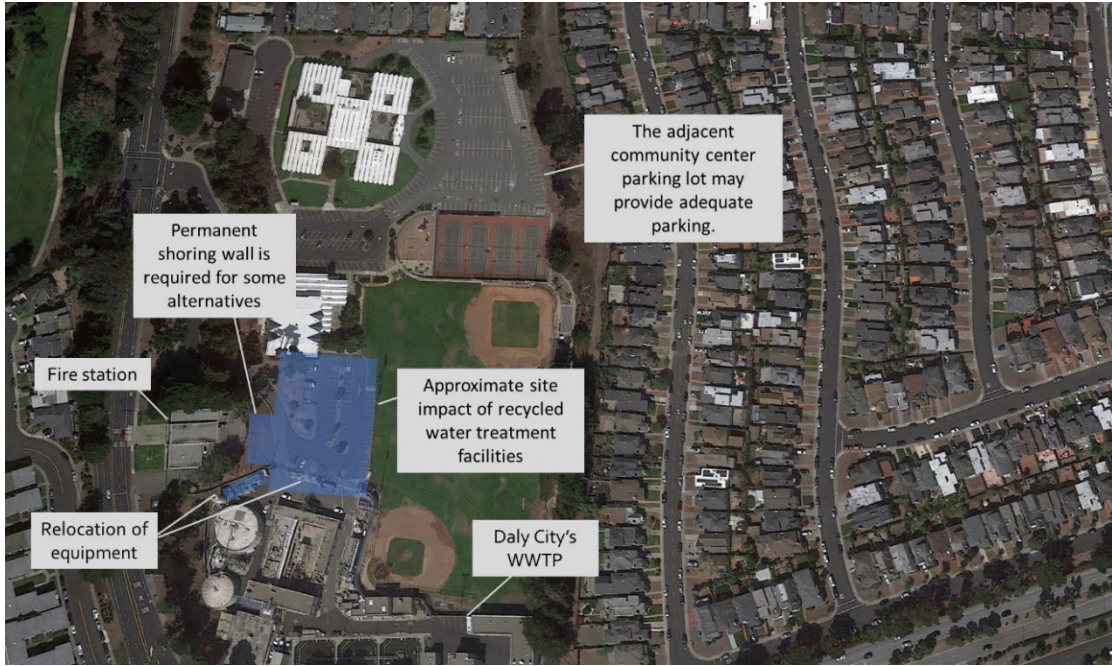 The adjacent
community center
parking lot may
provide adequate
parking.
Permanent
shoring wall is
required for some
alternatives
Fire station
Approximate site
impact of recycled
water treatment
facilities
Relocation of
equipment
Daly City's
WWTP